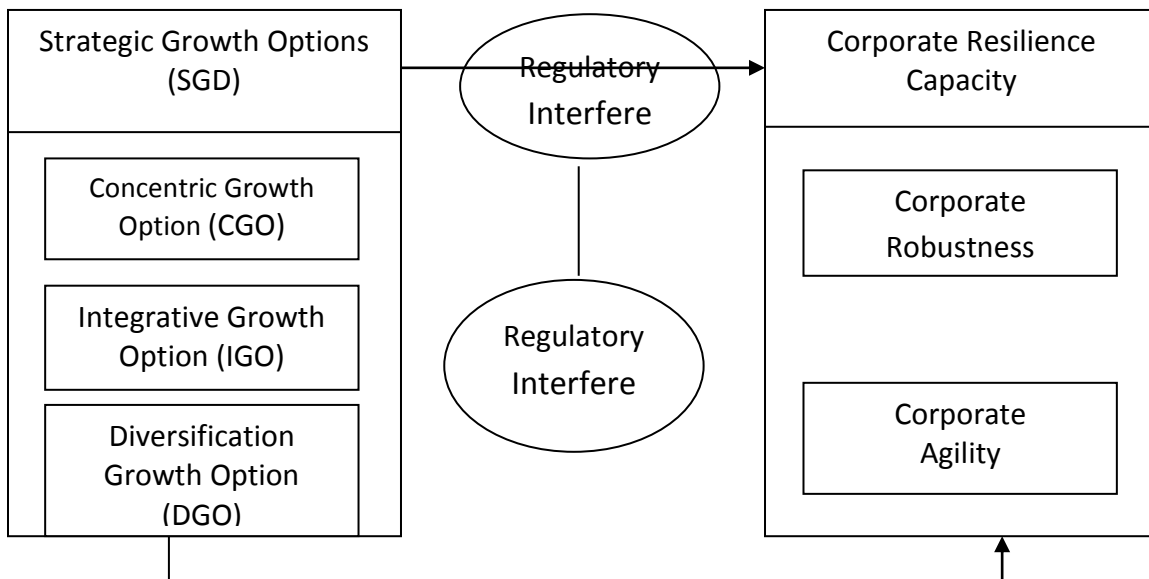 Strategic Growth Options
(SGD)
Concentric Growth
Option (CGO)
Integrative Growth
Option (IGO)
Diversification
Growth Option
(DGO)
Regulatory
Interfere
Regulatory
Interfere
Corporate Resilience
Capacity
Corporate
Robustness
Corporate
Agility